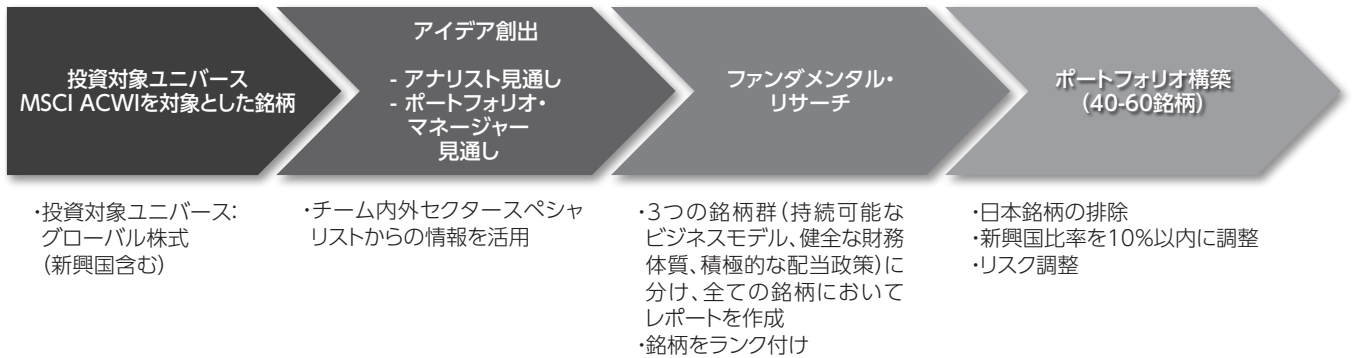 投資対象ユニバース
MSCI ACWIを対象とした銘柄
アイデア創出
- アナリスト見通し
- ポートフォリオ・
マネージャー
見通し
ファンダメンタル・
リサーチ
ポートフォリオ構築
(40-60銘柄)
・投資対象ユニバース:
グローバル株式
(新興国含む)
・チーム内外セクタースペシャ
リストからの情報を活用
・3つの銘柄群(持続可能な
ビジネスモデル、健全な財務
体質、積極的な配当政策)に
分け、全ての銘柄において
レポートを作成
・銘柄をランク付け
・日本銘柄の排除
・新興国比率を10%以内に調整
・リスク調整